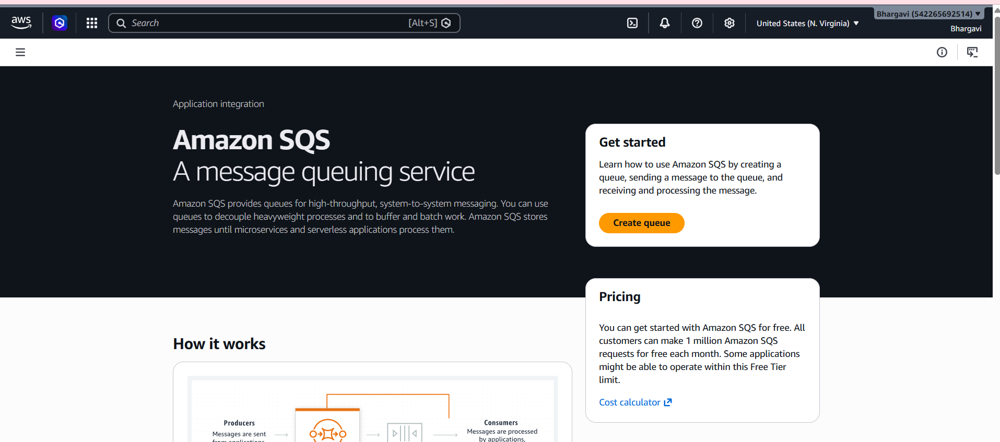 aws
Search
[Alt+S]
United States (N. Virginia)
Bhargavi (542265692514)
Bhargavi
Application integration
Amazon SQS
A message queuing service
Amazon SQS provides queues for high-throughput, system-to-system messaging. You can use
queues to decouple heavyweight processes and to buffer and batch work. Amazon SQS stores
messages until microservices and serverless applications process them.
Get started
Learn how to use Amazon SQS by creating a
queue, sending a message to the queue, and
receiving and processing the message.
Create queue
Pricing
You can get started with Amazon SQS for free. All
customers can make 1 million Amazon SQS
requests for free each month. Some applications
might be able to operate within this Free Tier
limit.
Cost calculator
How it works
Producers
Messages are sent
from applications
Consumers
Messages are processed
by applications,